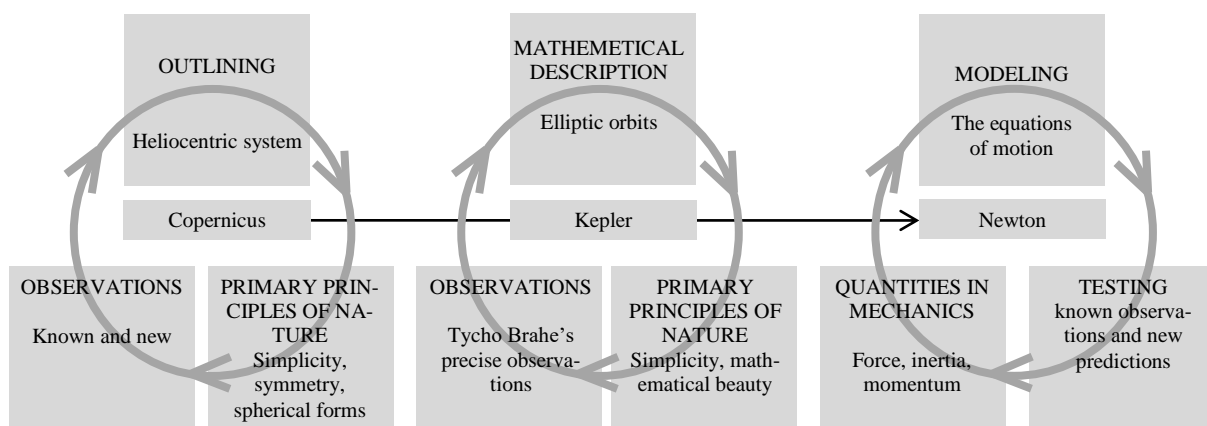 OUTLINING
Heliocentric system
Copernicus
OBSERVATIONS
Known and new
PRIMARY PRIN-
CIPLES OF NA-
TURE
Simplicity,
symmetry,
spherical forms
MATHEMETICAL
DESCRIPTION
Elliptic orbits
Kepler
OBSERVATIONS
Tycho Brahe’s
precise observa-
tions
PRIMARY
PRINCIPLES OF
NATURE
Simplicity, math-
ematical beauty
MODELING
The equations
of motion
Newton
QUANTITIES IN
MECHANICS
Force, inertia,
momentum
TESTING
known observa-
tions and new
predictions